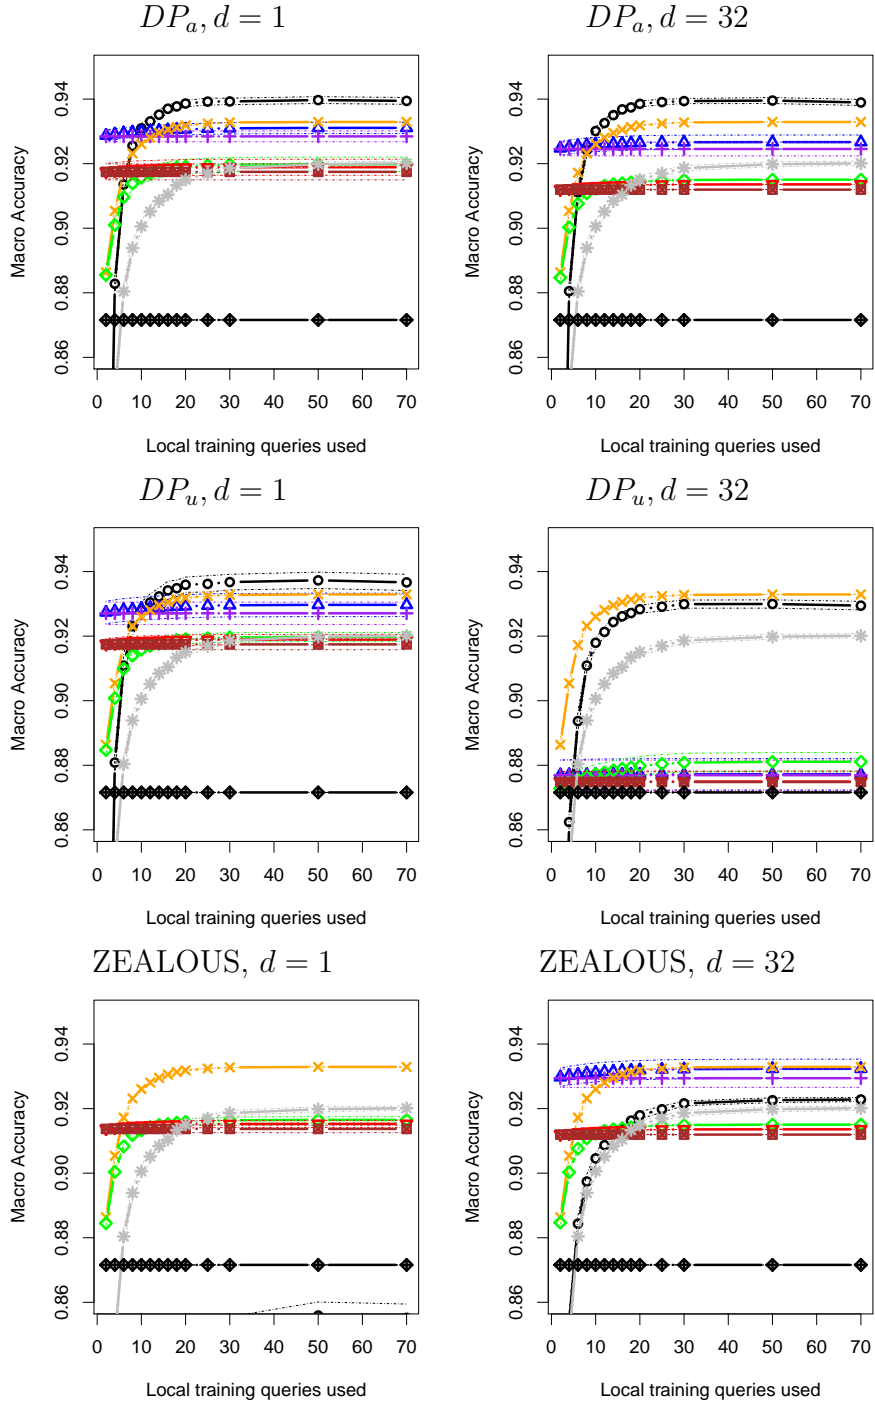 DPₐ, d = 1
DPₐ, d = 32
Macro Accuracy
0.94
0.92
0.90
0.88
0.86
0 10 20 30 40 50 60 70
Local training queries used
Macro Accuracy
0.94
0.92
0.90
0.88
0.86
0 10 20 30 40 50 60 70
Local training queries used
DPᵤ, d = 1
DPᵤ, d = 32
Macro Accuracy
0.94
0.92
0.90
0.88
0.86
0 10 20 30 40 50 60 70
Local training queries used
Macro Accuracy
0.94
0.92
0.90
0.88
0.86
0 10 20 30 40 50 60 70
Local training queries used
ZEALOUS, d = 1
ZEALOUS, d = 32
Macro Accuracy
0.94
0.92
0.90
0.88
0.86
0 10 20 30 40 50 60 70
Local training queries used
Macro Accuracy
0.94
0.92
0.90
0.88
0.86
0 10 20 30 40 50 60 70
Local training queries used